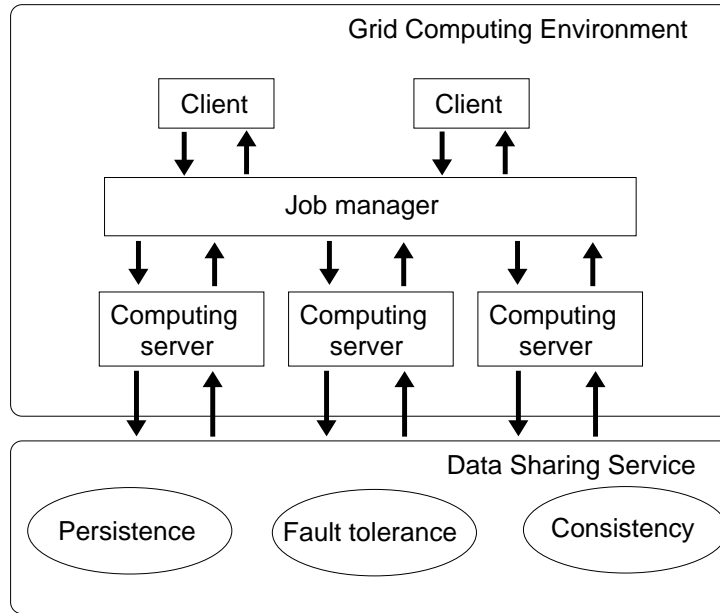 Grid Computing Environment
Client
Client
Job manager
Computing
server
Computing
server
Computing
server
Data Sharing Service
Persistence
Fault tolerance
Consistency